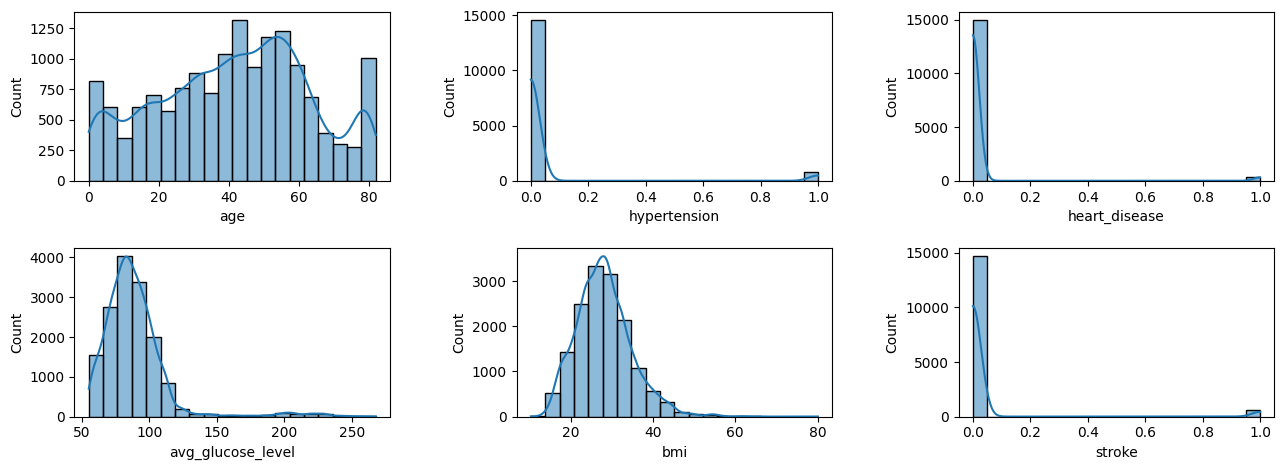 1250
1000
750
500
250
0
Count
0 20 40 60 80
age
15000
10000
5000
0
Count
0.0 0.2 0.4 0.6 0.8 1.0
hypertension
15000
10000
5000
0
Count
0.0 0.2 0.4 0.6 0.8 1.0
heart_disease
4000
3000
2000
1000
0
Count
50 100 150 200 250
avg_glucose_level
3000
2000
1000
0
Count
20 40 60 80
bmi
15000
10000
5000
0
Count
0.0 0.2 0.4 0.6 0.8 1.0
stroke